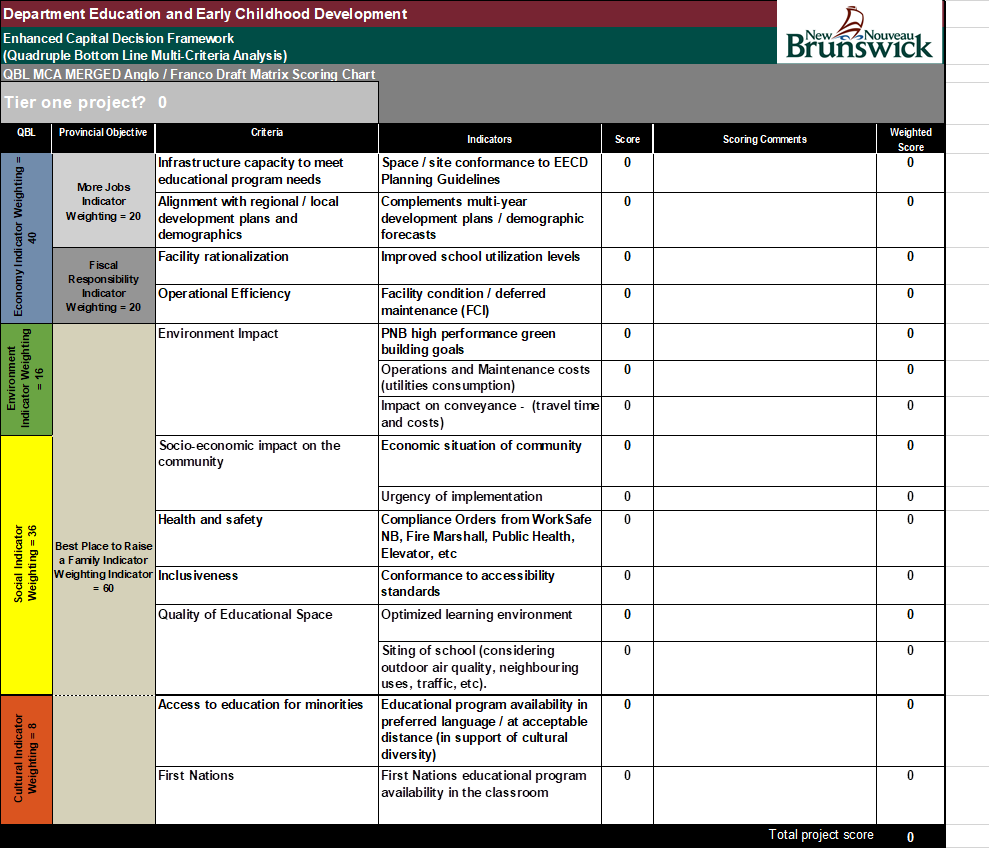 Department Education and Early Childhood Development
Enhanced Capital Decision Framework
(Quadruple Bottom Line Multi-Criteria Analysis)
New Nouveau
Brunswick
QBL MCA MERGED Anglo / Franco Draft Matrix Scoring Chart
Tier one project? 0
QBL
Provincial Objective
Criteria
Indicators
Score
Scoring Comments
Weighted
Score
Economy Indicator Weighting =
40
More Jobs
Indicator
Weighting = 20
Infrastructure capacity to meet
educational program needs
Space / site conformance to EECD
Planning Guidelines
0
0
Alignment with regional / local
development plans and
demographics
Complements multi-year
development plans / demographic
forecasts
0
0
Fiscal
Responsibility
Indicator
Weighting = 20
Facility rationalization
Improved school utilization levels
0
0
Operational Efficiency
Facility condition / deferred
maintenance (FCI)
0
0
Environment
Indicator Weighting
= 16
Best Place to Raise
a Family Indicator
Weighting Indicator
= 60
Environment Impact
PNB high performance green
building goals
0
0
Operations and Maintenance costs
(utilities consumption)
0
0
Impact on conveyance - (travel time
and costs)
0
0
Social Indicator
Weighting = 36
Socio-economic impact on the
community
Economic situation of community
0
0
Urgency of implementation
0
0
Health and safety
Compliance Orders from WorkSafe
NB, Fire Marshall, Public Health,
Elevator, etc
0
0
Inclusiveness
Conformance to accessibility
standards
0
0
Quality of Educational Space
Optimized learning environment
0
0
Siting of school (considering
outdoor air quality, neighbouring
uses, traffic, etc).
0
0
Cultural Indicator
Weighting = 8
Access to education for minorities
Educational program availability in
preferred language / at acceptable
distance (in support of cultural
diversity)
0
0
First Nations
First Nations educational program
availability in the classroom
0
0
Total project score
0